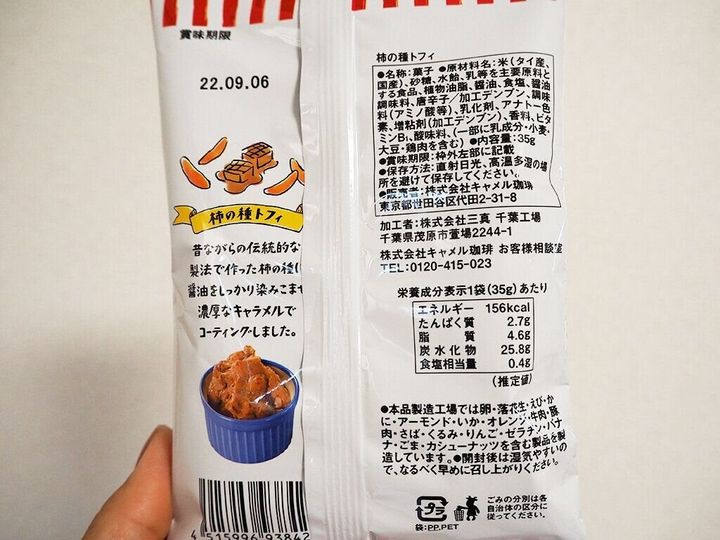 賞味期限
22.09.06
柿の種トフィ
昔ながらの伝統的な
製法で作った柿の種に
醤油をしっかり染みこませ
濃厚なキャラメルで
コーティングしました。
4 515996 93842
柿の種トフィ
●名称：菓子 ●原材料名：米（タイ産、
国産）、砂糖、水飴、乳等を主要原料と
する食品、植物油脂、醤油、食塩、醤油
調味料、唐辛子／加工デンプン、調味
料（アミノ酸等）、乳化剤、アナトー色
素、増粘剤（加工デンプン）、香料、ビタ
ミンB₁、酸味料、（一部に乳成分・小麦・
大豆・鶏肉を含む）●内容量：35g
●賞味期限：枠外左部に記載
●保存方法：直射日光、高温多湿の場
所を避けて保存してください。
●販売者：株式会社キャメル珈琲
東京都世田谷区代田2-31-8
加工者：株式会社三真 千葉工場
千葉県茂原市萱場2244-1
株式会社キャメル珈琲 お客様相談室
TEL：0120-415-023
栄養成分表示1袋（35g）あたり
エネルギー 156kcal
たんぱく質 2.7g
脂質 4.6g
炭水化物 25.8g
食塩相当量 0.4g
（推定値）
●本品製造工場では卵・落花生・えび・か
に・アーモンド・いか・オレンジ・牛肉・豚
肉・さば・くるみ・りんご・ゼラチン・バナ
ナ・ごま・カシューナッツを含む製品を製
造しています。●開封後は湿気やすいの
で、なるべく早めに召し上がりください。
プラ
袋：PP,PET
ごみの分別は各
自治体の区分に
従ってください。